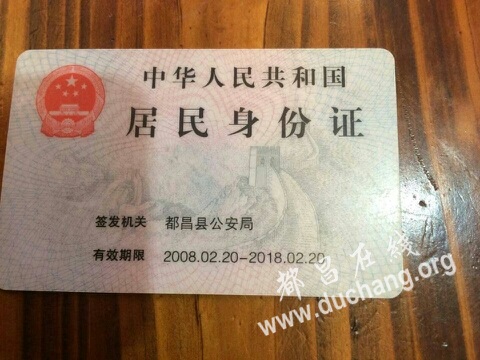 中华人民共和国
居民身份证
签发机关 都昌县公安局
有效期限 2008.02.20-2018.02.20
都昌在线
www.duchang.org